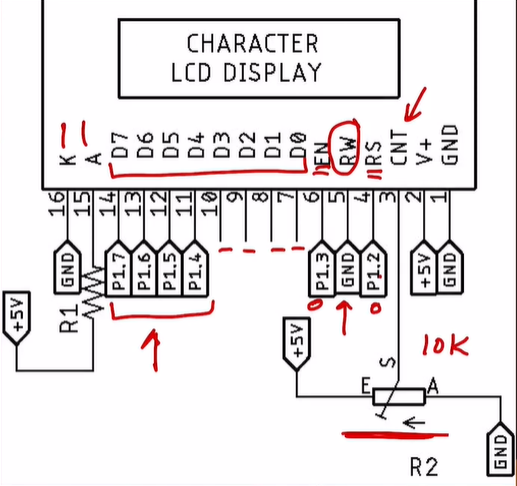 CHARACTER
LCD DISPLAY
K A D7 D6 D5 D4 D3 D2 D1 D0 EN RW RS CNT V+ GND
16 15 14 13 12 11 10 9 8 7 6 5 4 3 2 1
GND P1.7 P1.6 P1.5 P1.4 P1.3 GND P1.2 +5V GND
R1
+5V
+5V
10K
S
E A
GND
R2